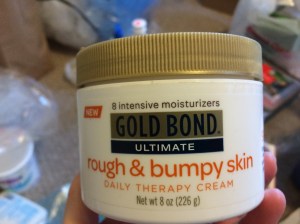 8 intensive moisturizers
NEW
GOLD BOND®
ULTIMATE
rough & bumpy skin
DAILY THERAPY CREAM
Net wt 8 oz (226 g)